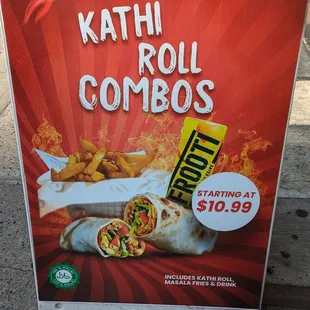 KATHI
ROLL
COMBOS
FROOTI
STARTING AT
$10.99
INCLUDES KATHI ROLL,
MASALA FRIES & DRINK